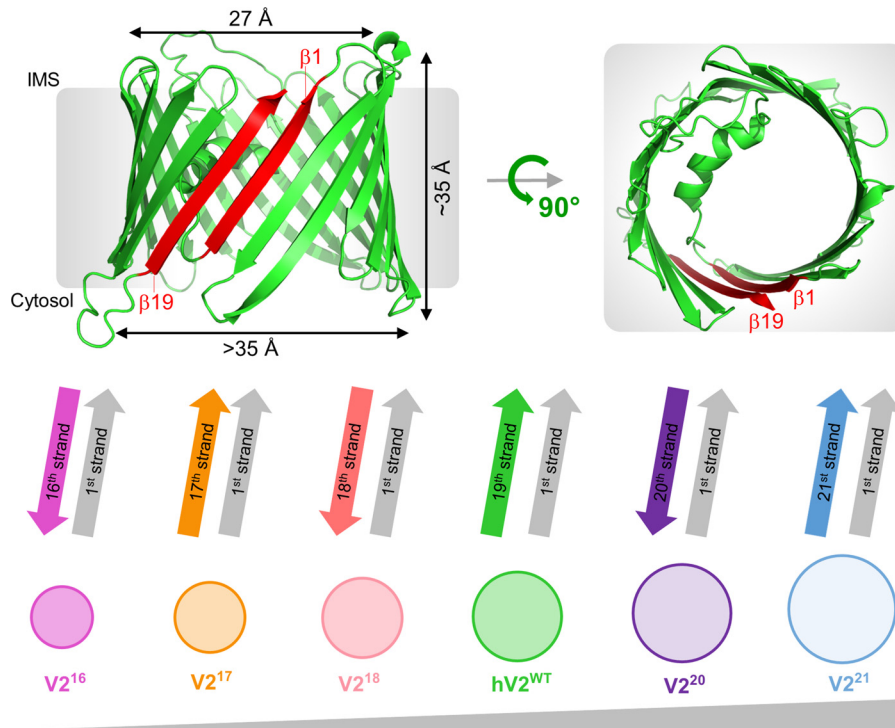 27 Å
β1
IMS
~35 Å
90°
Cytosol
β19
>35 Å
β1
β19
16th strand
1st strand
17th strand
1st strand
18th strand
1st strand
19th strand
1st strand
20th strand
1st strand
21st strand
1st strand
V2¹⁶
V2¹⁷
V2¹⁸
hV2ᵂᵀ
V2²⁰
V2²¹